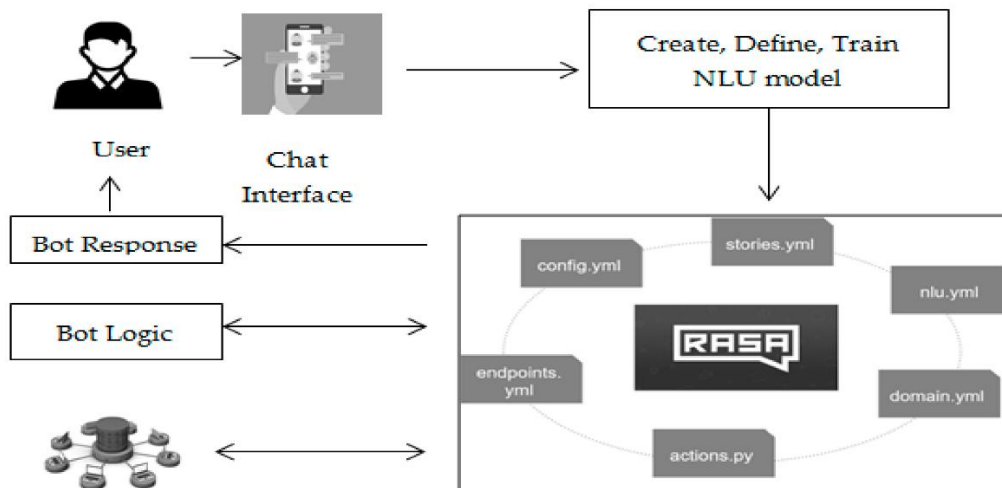 Create, Define, Train
NLU model
User
Chat
Interface
Bot Response
Bot Logic
stories.yml
config.yml
nlu.yml
RASA
endpoints.
yml
domain.yml
actions.py